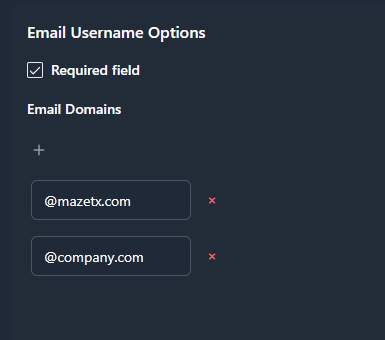 Email Username Options
Required field
Email Domains
+
@mazetx.com
×
@company.com
×